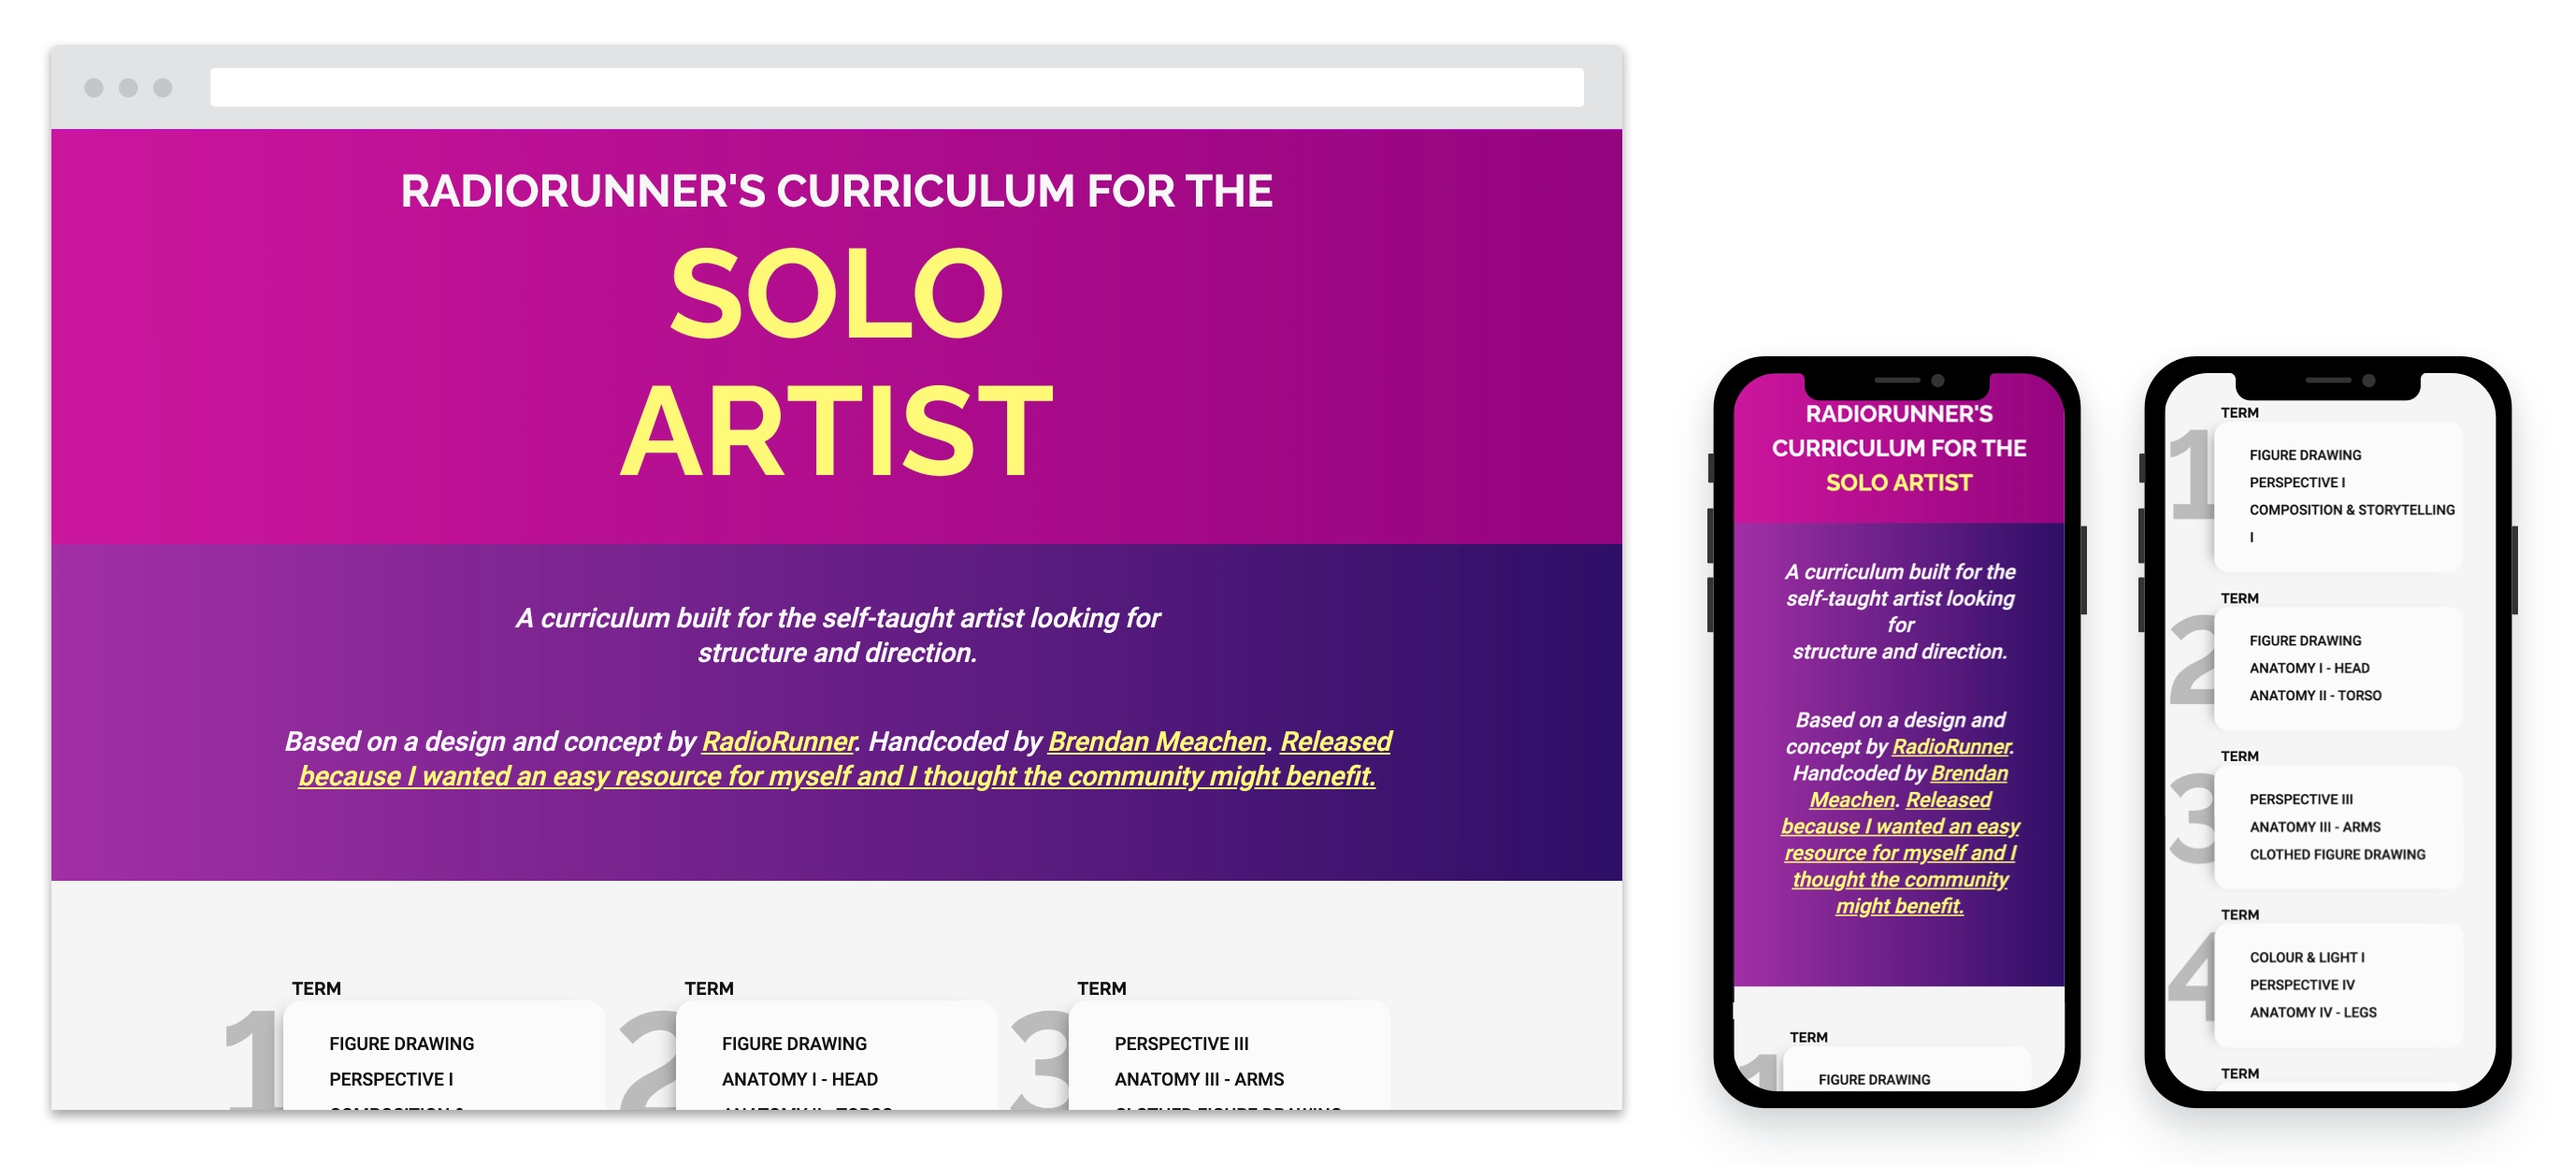 RADIORUNNER'S CURRICULUM FOR THE
SOLO
ARTIST
A curriculum built for the self-taught artist looking for
structure and direction.
Based on a design and concept by RadioRunner. Handcoded by Brendan Meachen. Released
because I wanted an easy resource for myself and I thought the community might benefit.
TERM
1
FIGURE DRAWING
PERSPECTIVE I
TERM
2
FIGURE DRAWING
ANATOMY I - HEAD
TERM
3
PERSPECTIVE III
ANATOMY III - ARMS
RADIORUNNER'S
CURRICULUM FOR THE
SOLO ARTIST
A curriculum built for the
self-taught artist looking
for
structure and direction.
Based on a design and
concept by RadioRunner.
Handcoded by Brendan
Meachen. Released
because I wanted an easy
resource for myself and I
thought the community
might benefit.
TERM
1
FIGURE DRAWING
TERM
1
FIGURE DRAWING
PERSPECTIVE I
COMPOSITION & STORYTELLING
I
TERM
2
FIGURE DRAWING
ANATOMY I - HEAD
ANATOMY II - TORSO
TERM
3
PERSPECTIVE III
ANATOMY III - ARMS
CLOTHED FIGURE DRAWING
TERM
4
COLOUR & LIGHT I
PERSPECTIVE IV
ANATOMY IV - LEGS
TERM